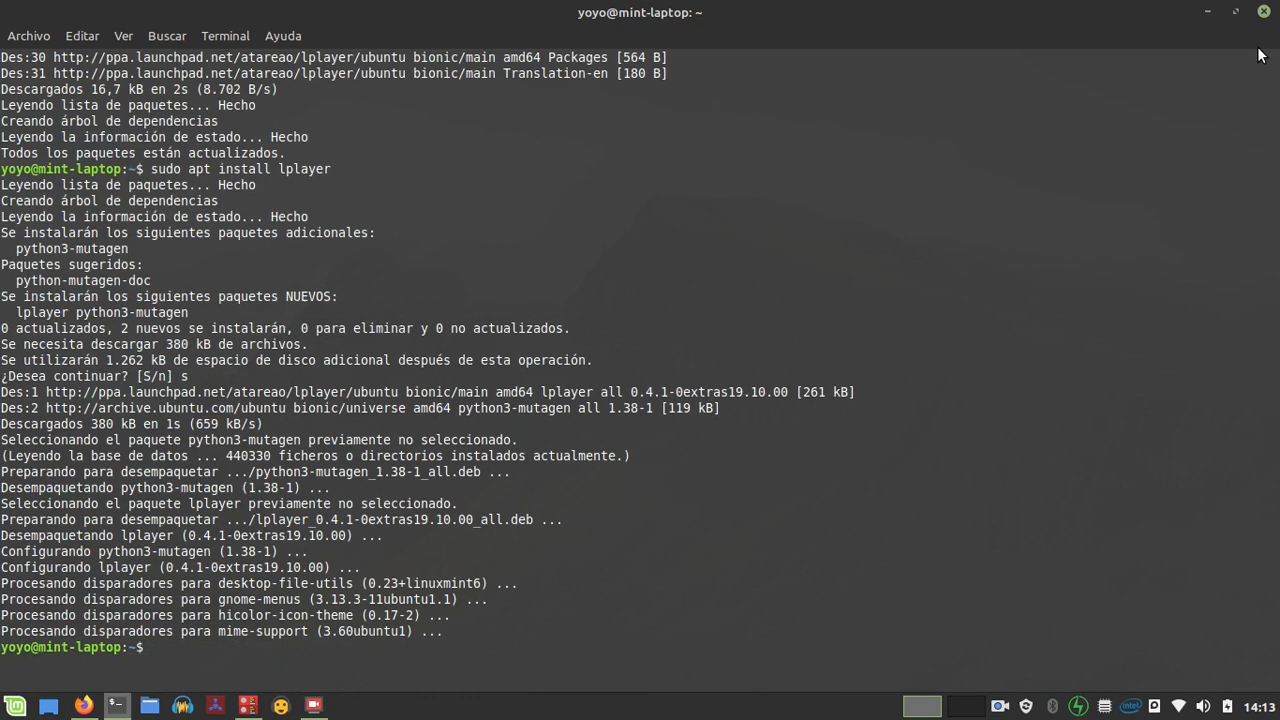 yoyo@mint-laptop: ~
Archivo Editar Ver Buscar Terminal Ayuda
Des:30 http://ppa.launchpad.net/atareao/lplayer/ubuntu bionic/main amd64 Packages [564 B]
Des:31 http://ppa.launchpad.net/atareao/lplayer/ubuntu bionic/main Translation-en [180 B]
Descargados 16,7 kB en 2s (8.702 B/s)
Leyendo lista de paquetes... Hecho
Creando árbol de dependencias
Leyendo la información de estado... Hecho
Todos los paquetes están actualizados.
yoyo@mint-laptop:~$ sudo apt install lplayer
Leyendo lista de paquetes... Hecho
Creando árbol de dependencias
Leyendo la información de estado... Hecho
Se instalarán los siguientes paquetes adicionales:
  python3-mutagen
Paquetes sugeridos:
  python-mutagen-doc
Se instalarán los siguientes paquetes NUEVOS:
  lplayer python3-mutagen
0 actualizados, 2 nuevos se instalarán, 0 para eliminar y 0 no actualizados.
Se necesita descargar 380 kB de archivos.
Se utilizarán 1.262 kB de espacio de disco adicional después de esta operación.
¿Desea continuar? [S/n] s
Des:1 http://ppa.launchpad.net/atareao/lplayer/ubuntu bionic/main amd64 lplayer all 0.4.1-0extras19.10.00 [261 kB]
Des:2 http://archive.ubuntu.com/ubuntu bionic/universe amd64 python3-mutagen all 1.38-1 [119 kB]
Descargados 380 kB en 1s (659 kB/s)
Seleccionando el paquete python3-mutagen previamente no seleccionado.
(Leyendo la base de datos ... 440330 ficheros o directorios instalados actualmente.)
Preparando para desempaquetar .../python3-mutagen_1.38-1_all.deb ...
Desempaquetando python3-mutagen (1.38-1) ...
Seleccionando el paquete lplayer previamente no seleccionado.
Preparando para desempaquetar .../lplayer_0.4.1-0extras19.10.00_all.deb ...
Desempaquetando lplayer (0.4.1-0extras19.10.00) ...
Configurando python3-mutagen (1.38-1) ...
Configurando lplayer (0.4.1-0extras19.10.00) ...
Procesando disparadores para desktop-file-utils (0.23+linuxmint6) ...
Procesando disparadores para gnome-menus (3.13.3-11ubuntu1.1) ...
Procesando disparadores para hicolor-icon-theme (0.17-2) ...
Procesando disparadores para mime-support (3.60ubuntu1) ...
yoyo@mint-laptop:~$
14:13